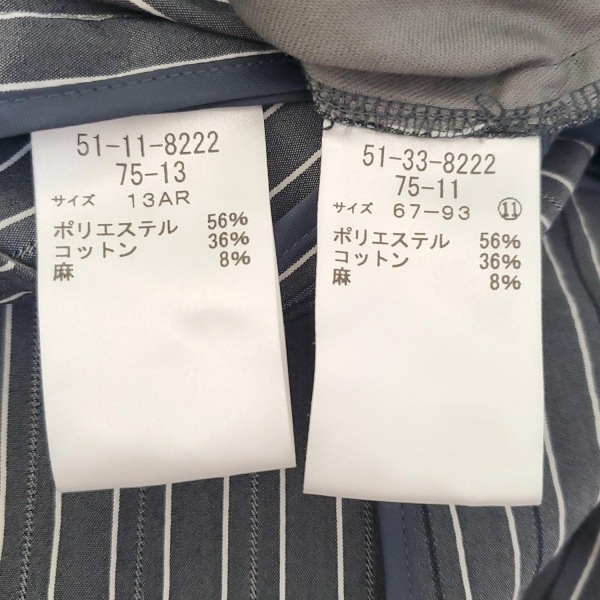 51-11-8222
75-13
サイズ 13AR
ポリエステル 56%
コットン 36%
麻 8%
51-33-8222
75-11
サイズ 67-93 ⑪
ポリエステル 56%
コットン 36%
麻 8%